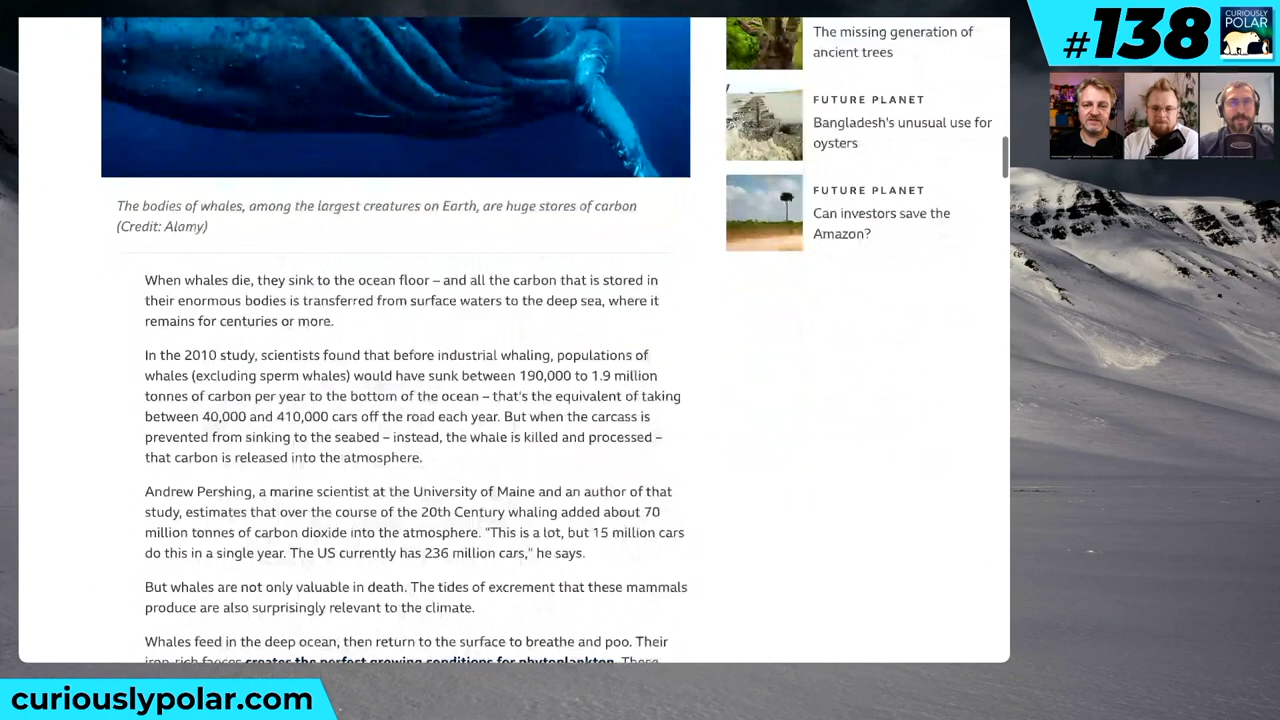 #138
CURIOUSLY
POLAR
The missing generation of
ancient trees
FUTURE PLANET
Bangladesh's unusual use for
oysters
FUTURE PLANET
Can investors save the
Amazon?
The bodies of whales, among the largest creatures on Earth, are huge stores of carbon
(Credit: Alamy)
When whales die, they sink to the ocean floor – and all the carbon that is stored in
their enormous bodies is transferred from surface waters to the deep sea, where it
remains for centuries or more.
In the 2010 study, scientists found that before industrial whaling, populations of
whales (excluding sperm whales) would have sunk between 190,000 to 1.9 million
tonnes of carbon per year to the bottom of the ocean – that's the equivalent of taking
between 40,000 and 410,000 cars off the road each year. But when the carcass is
prevented from sinking to the seabed – instead, the whale is killed and processed –
that carbon is released into the atmosphere.
Andrew Pershing, a marine scientist at the University of Maine and an author of that
study, estimates that over the course of the 20th Century whaling added about 70
million tonnes of carbon dioxide into the atmosphere. "This is a lot, but 15 million cars
do this in a single year. The US currently has 236 million cars," he says.
But whales are not only valuable in death. The tides of excrement that these mammals
produce are also surprisingly relevant to the climate.
Whales feed in the deep ocean, then return to the surface to breathe and poo. Their
iron-rich faeces creates the perfect growing conditions for phytoplankton. These
curiouslypolar.com